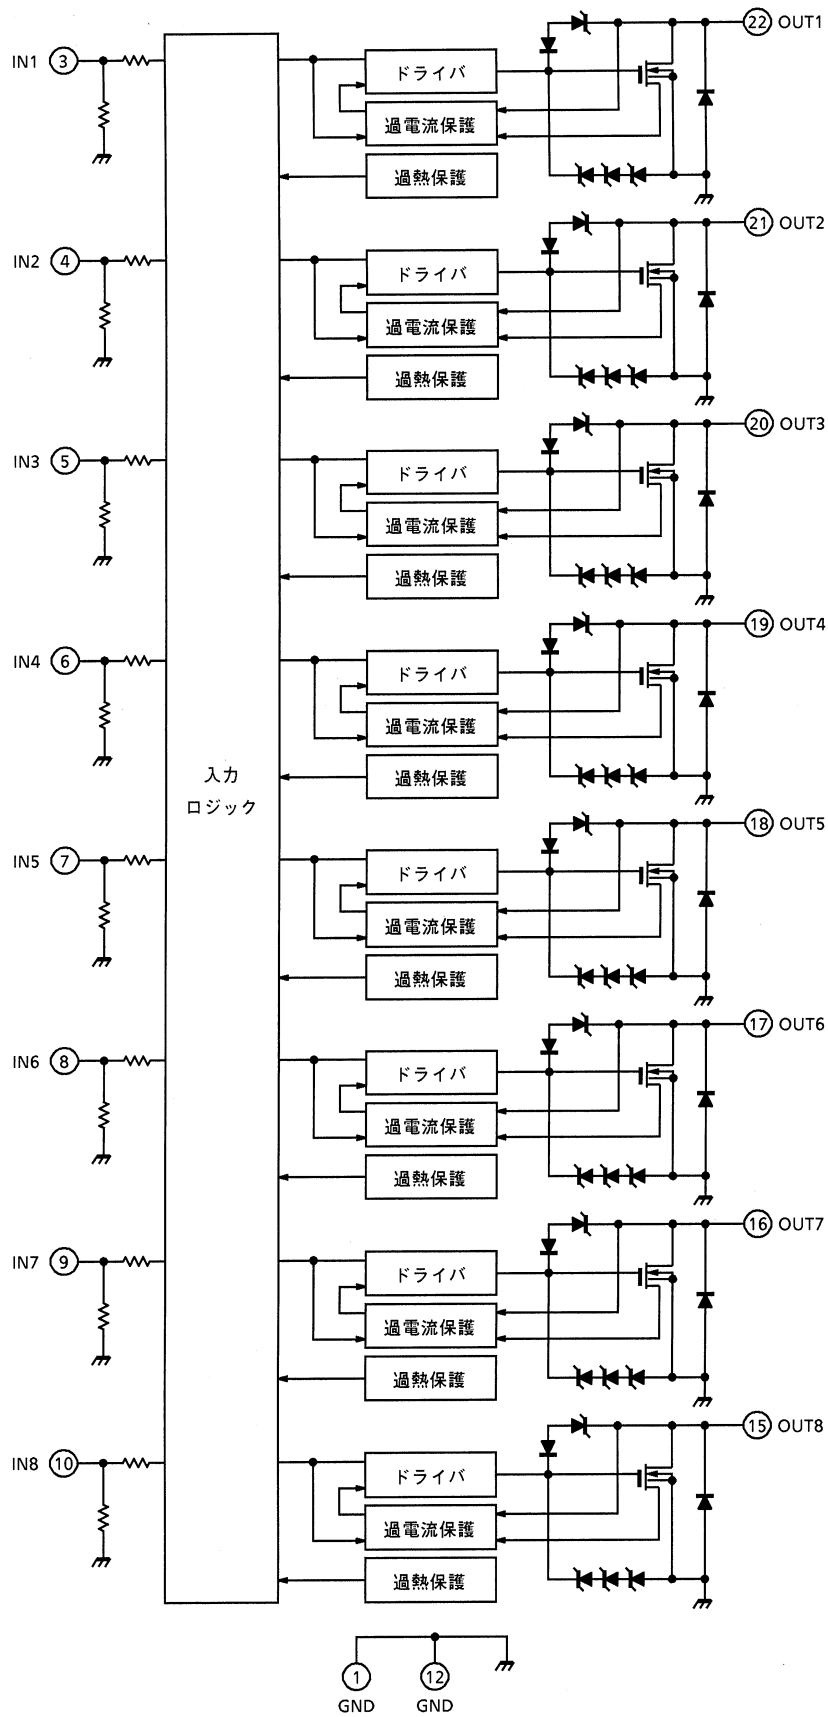 IN1 3
ドライバ
過電流保護
過熱保護
22 OUT1
IN2 4
ドライバ
過電流保護
過熱保護
21 OUT2
IN3 5
ドライバ
過電流保護
過熱保護
20 OUT3
IN4 6
ドライバ
過電流保護
過熱保護
19 OUT4
入力
ロジック
IN5 7
ドライバ
過電流保護
過熱保護
18 OUT5
IN6 8
ドライバ
過電流保護
過熱保護
17 OUT6
IN7 9
ドライバ
過電流保護
過熱保護
16 OUT7
IN8 10
ドライバ
過電流保護
過熱保護
15 OUT8
1 12
GND GND